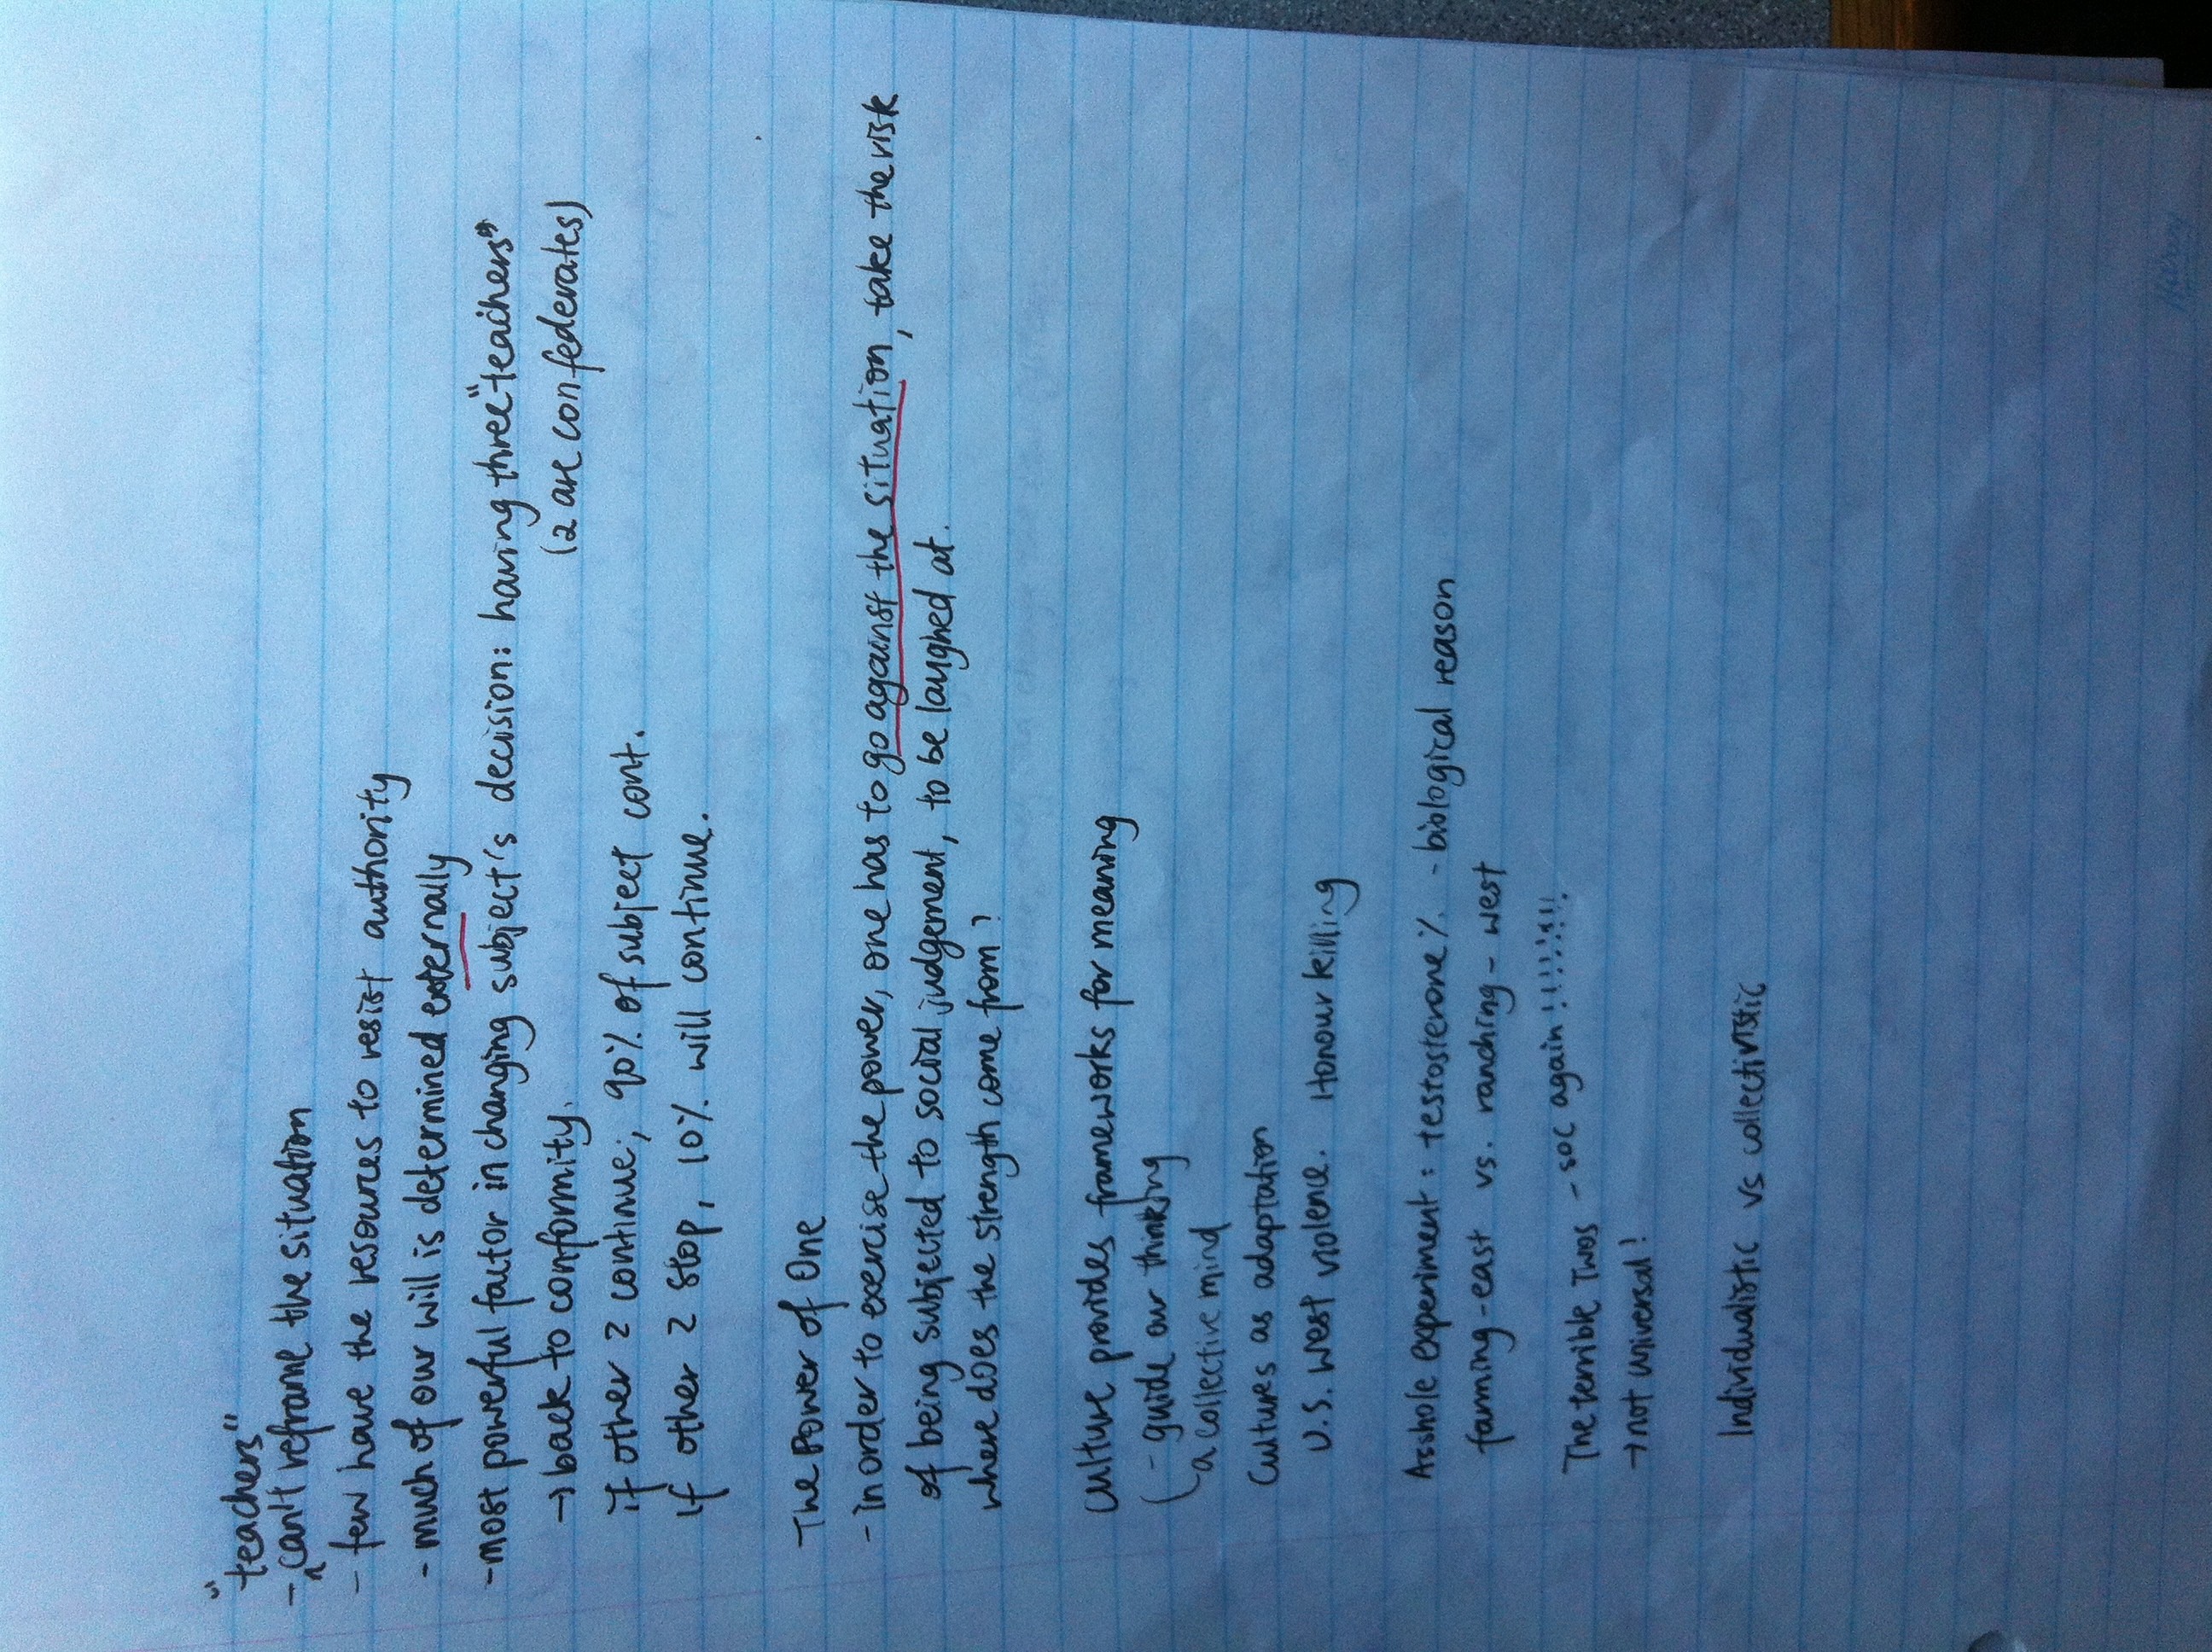 "teachers"
- ^can't reframe the situation
- few have the resources to resist authority
- much of our will is determined externally
- most powerful factor in changing subject's decision: having three "teachers"
(2 are confederates)
→ back to conformity.
if other 2 continue; 90% of subject cont.
if other 2 stop, 10% will continue.
The Power of One
- in order to exercise the power, one has to go against the situation, take the risk
of being subjected to social judgement, to be laughed at.
where does the strength come from?
Culture provides frameworks for meaning
- guide our thinking
a collective mind
Cultures as adaptation
U.S. West violence. Honour killing
Asshole experiment: testosterone % - biological reason
farming - east vs. ranching - west
The terrible Twos - soc again!!!!!!!!
→ not universal!
Individualistic vs collectivistic